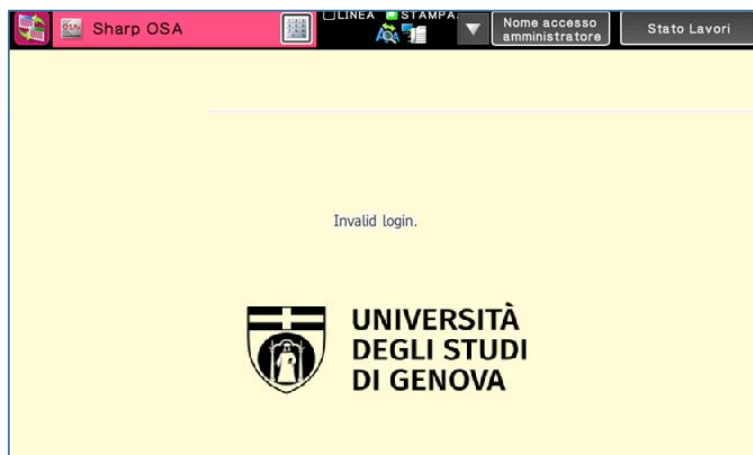 Sharp OSA
LINEA STAMPA
Nome accesso
amministratore
Stato Lavori
Invalid login.
UNIVERSITÀ
DEGLI STUDI
DI GENOVA